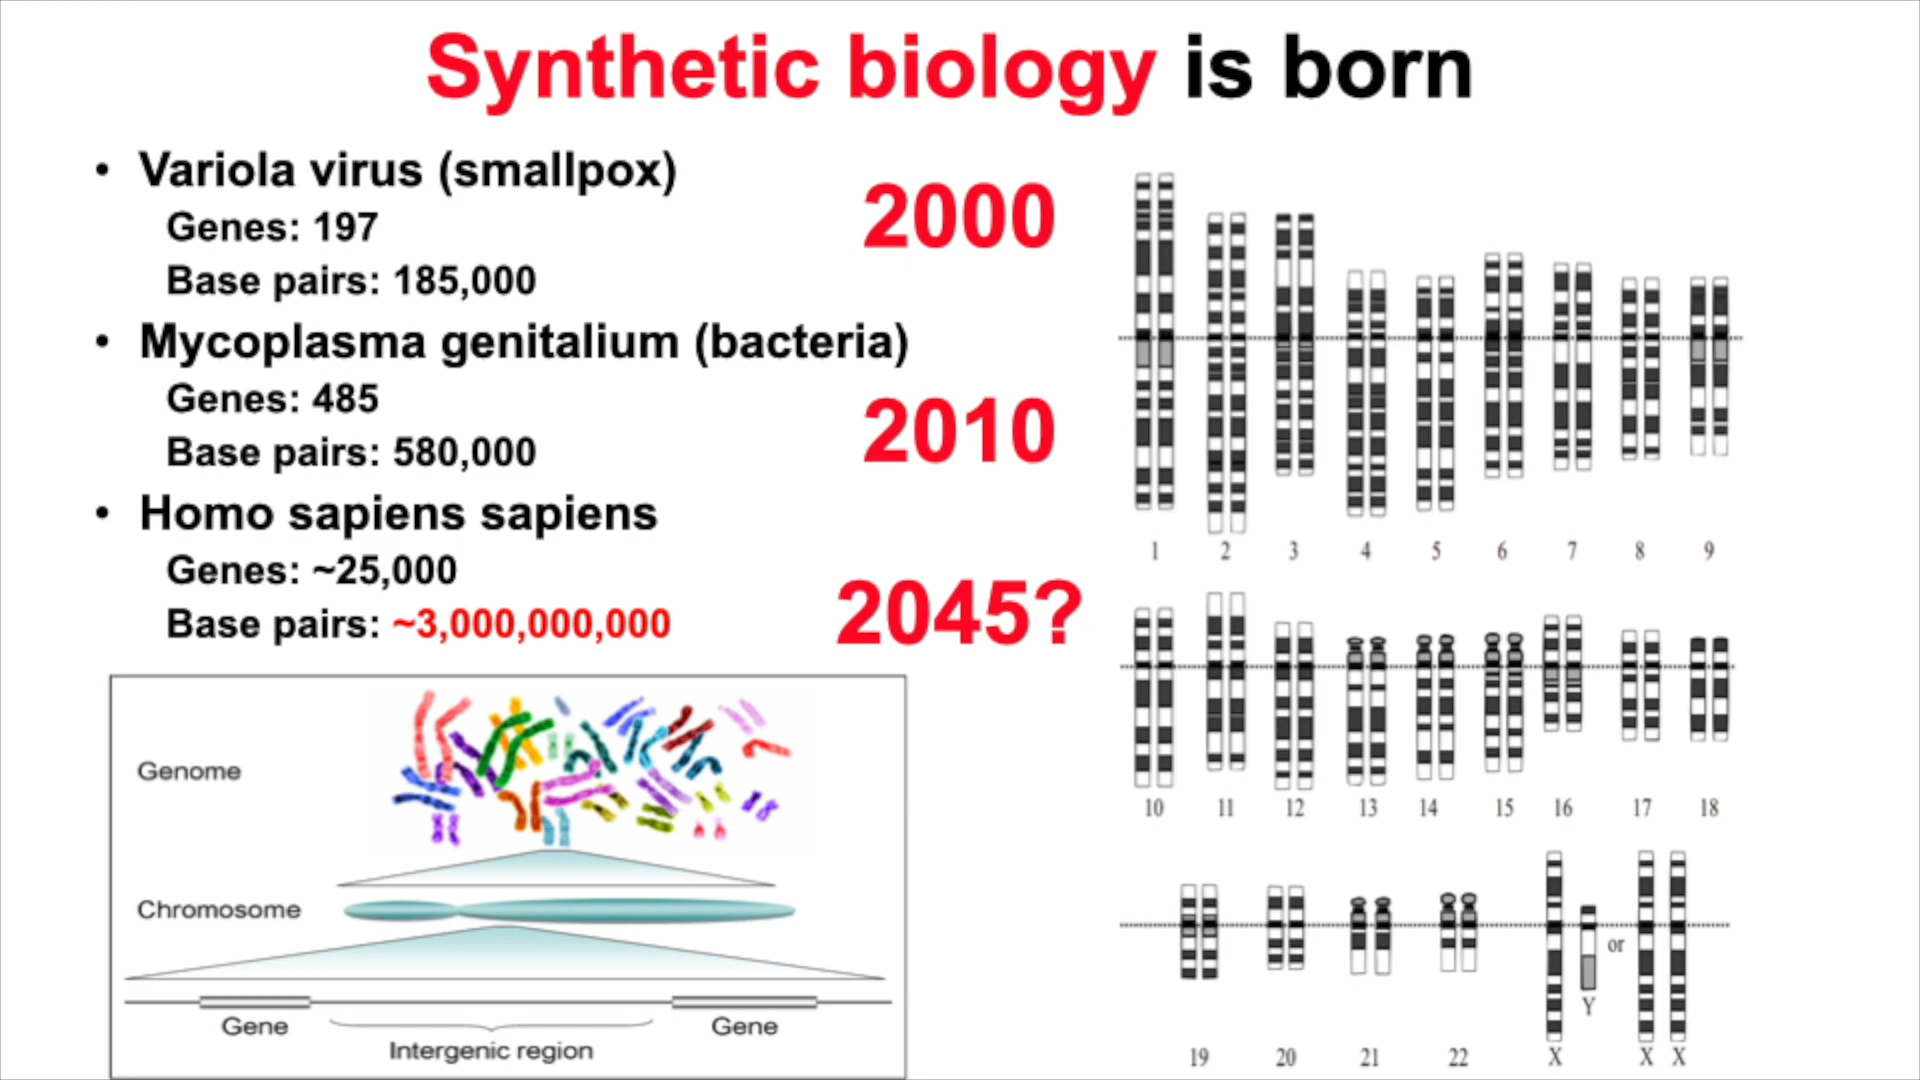 Synthetic biology is born
• Variola virus (smallpox)
Genes: 197
Base pairs: 185,000
2000
• Mycoplasma genitalium (bacteria)
Genes: 485
Base pairs: 580,000
2010
• Homo sapiens sapiens
Genes: ~25,000
Base pairs: ~3,000,000,000
2045?
Genome
Chromosome
Gene
Gene
Intergenic region
1 2 3 4 5 6 7 8 9
10 11 12 13 14 15 16 17 18
or
Y
19 20 21 22 X X X